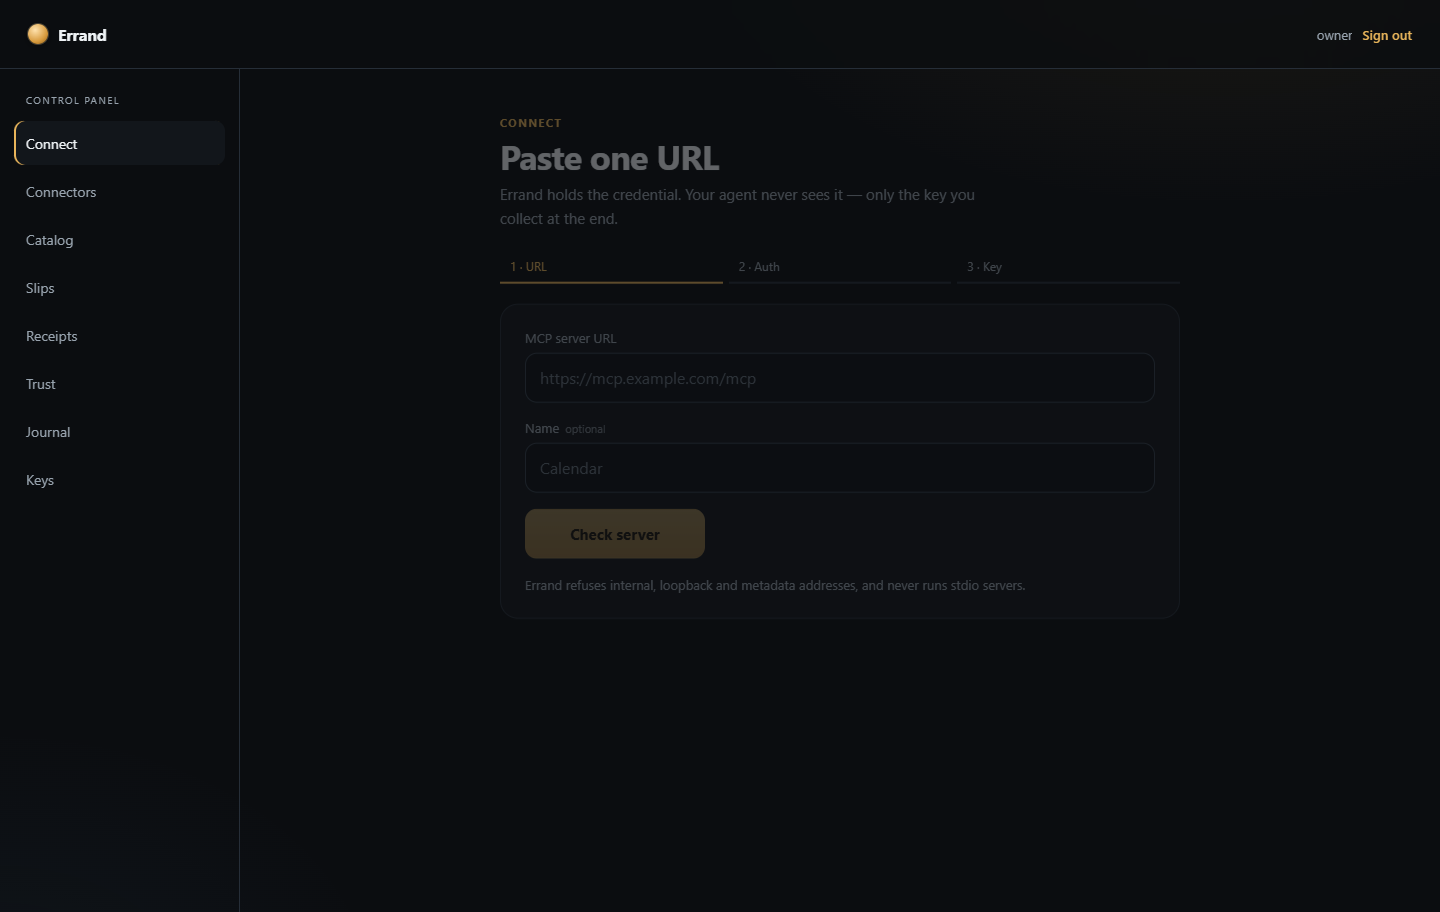 Errand
owner Sign out
CONTROL PANEL
Connect
Connectors
Catalog
Slips
Receipts
Trust
Journal
Keys
CONNECT
Paste one URL
Errand holds the credential. Your agent never sees it — only the key you
collect at the end.
1 · URL
2 · Auth
3 · Key
MCP server URL
https://mcp.example.com/mcp
Name optional
Calendar
Check server
Errand refuses internal, loopback and metadata addresses, and never runs stdio servers.